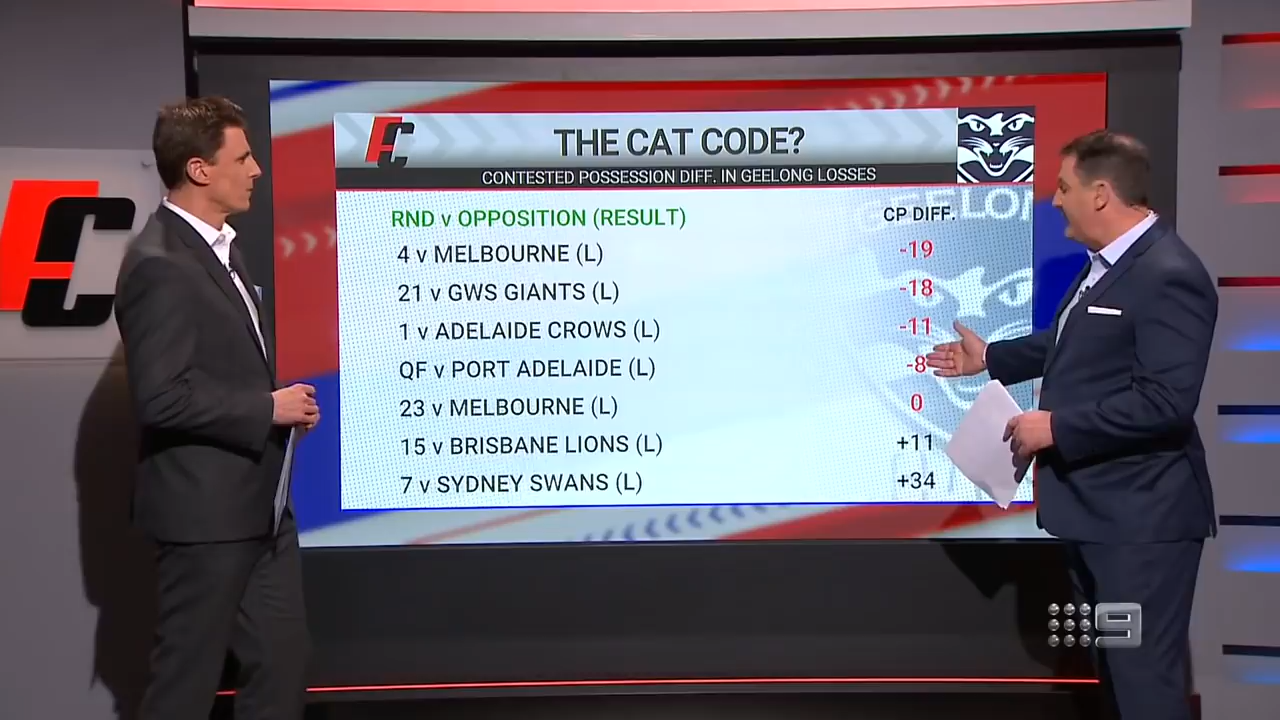 FC
FC
THE CAT CODE?
CONTESTED POSSESSION DIFF. IN GEELONG LOSSES
RND v OPPOSITION (RESULT) CP DIFF.
4 v MELBOURNE (L) -19
21 v GWS GIANTS (L) -18
1 v ADELAIDE CROWS (L) -11
QF v PORT ADELAIDE (L) -8
23 v MELBOURNE (L) 0
15 v BRISBANE LIONS (L) +11
7 v SYDNEY SWANS (L) +34
9